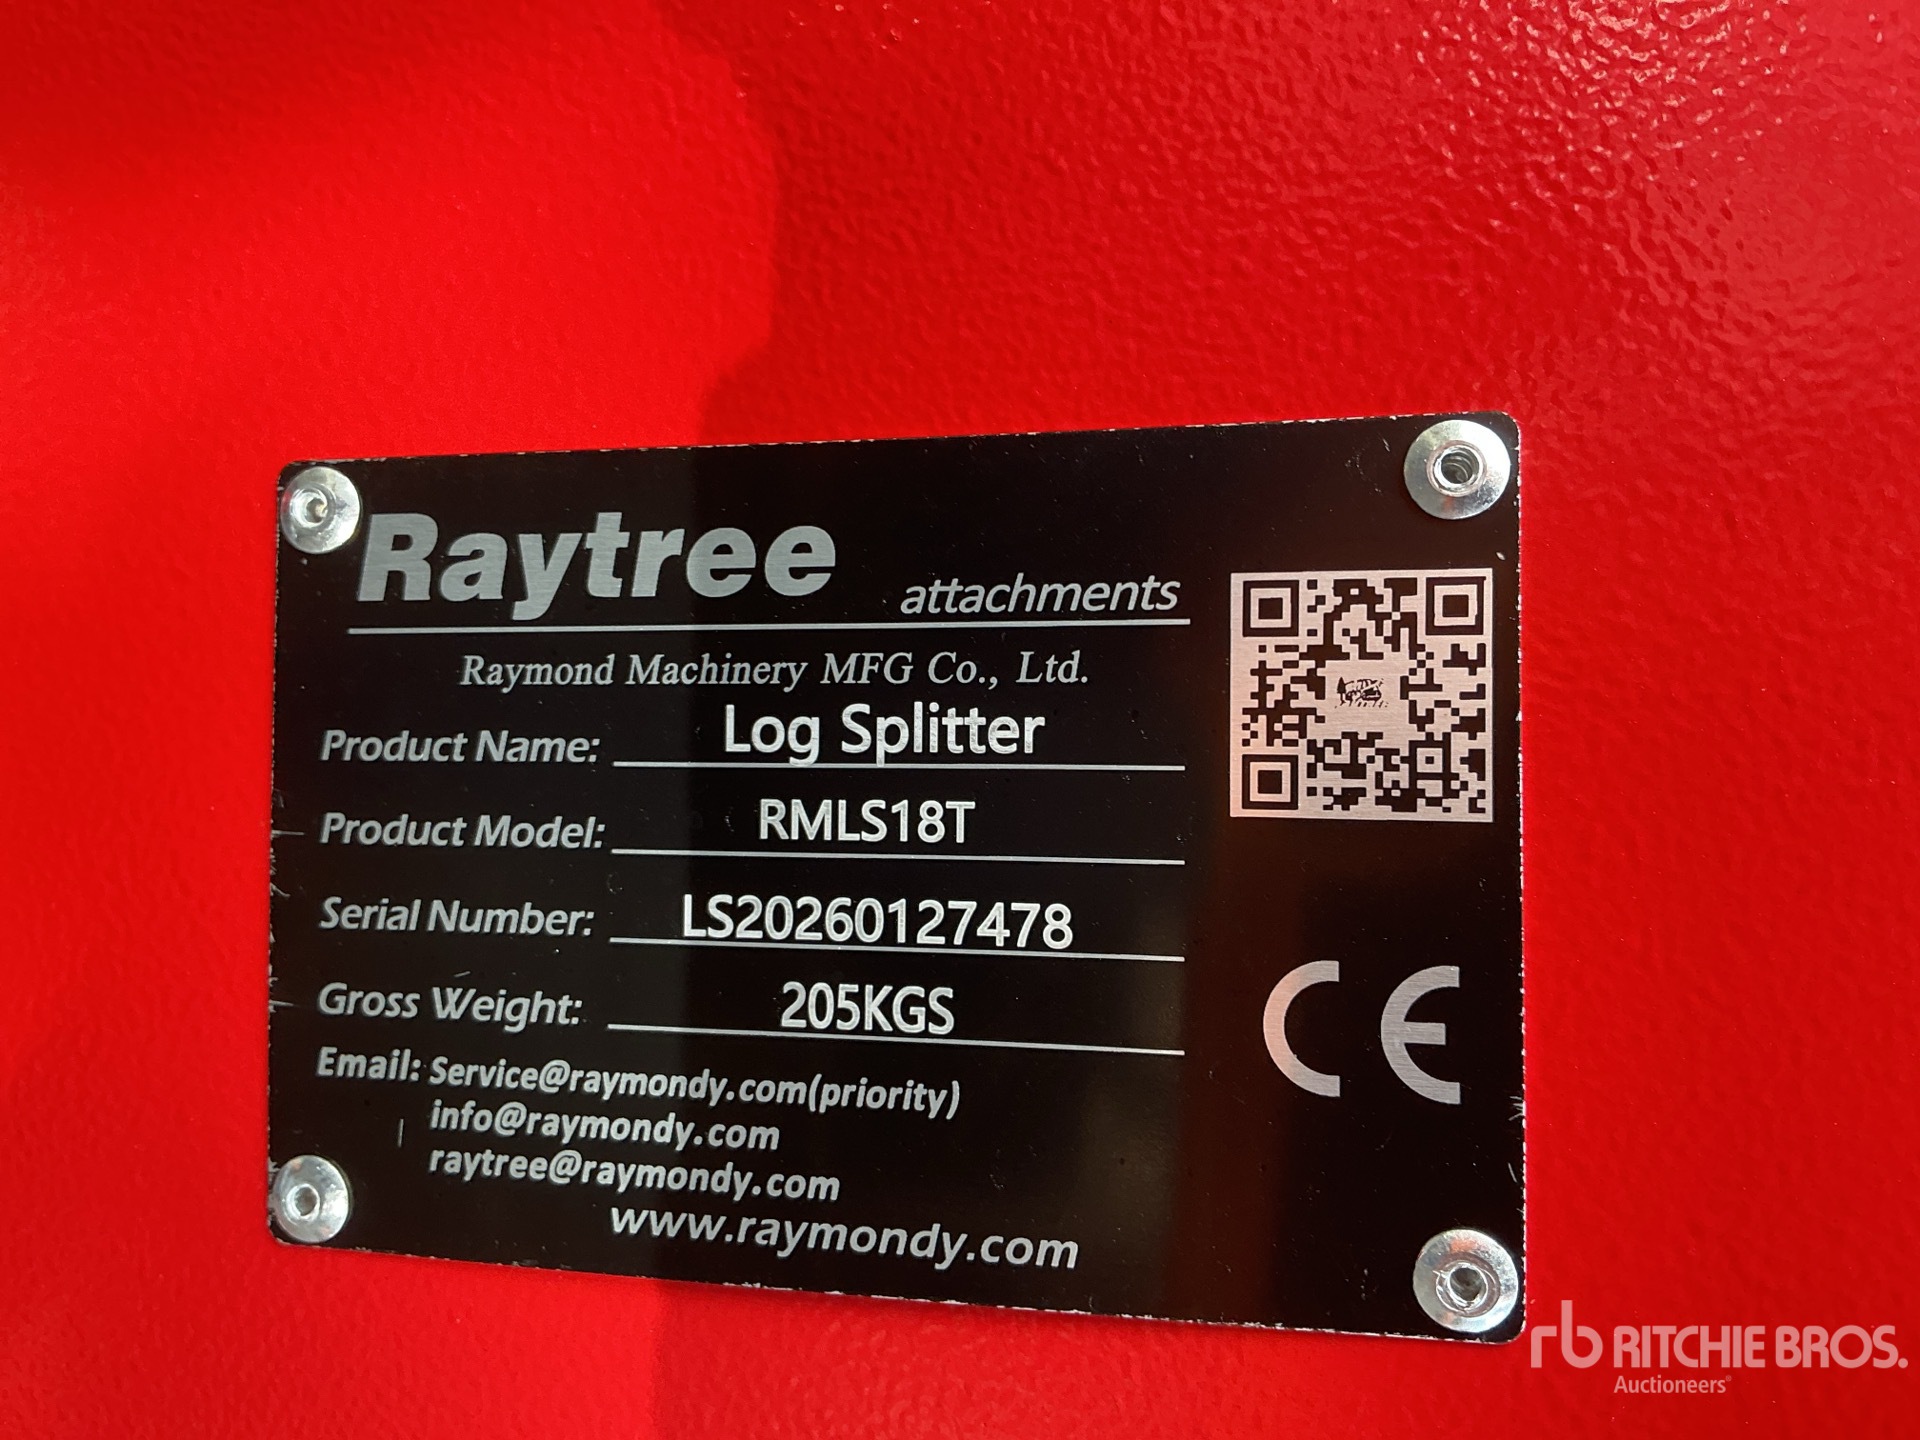 Raytree attachments
Raymond Machinery MFG Co., Ltd.
Product Name: Log Splitter
Product Model: RMLS18T
Serial Number: LS20260127478
Gross Weight: 205KGS
Email: Service@raymondy.com(priority)
info@raymondy.com
raytree@raymondy.com
www.raymondy.com
CE
rb RITCHIE BROS.
Auctioneers®